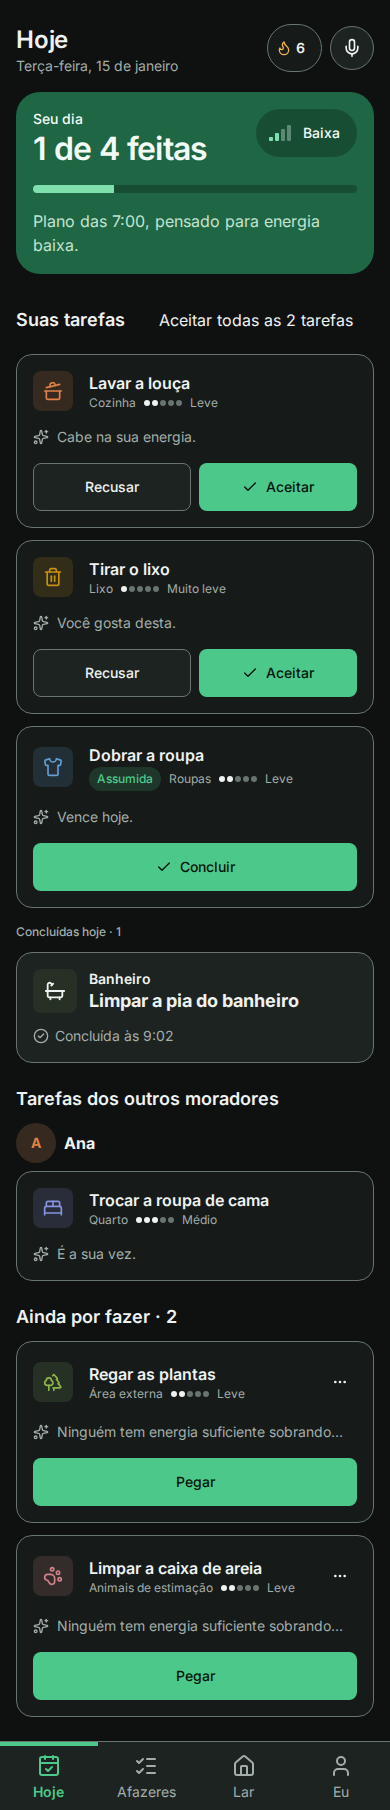 Hoje
6
Terça-feira, 15 de janeiro
Seu dia
1 de 4 feitas
Baixa
Plano das 7:00, pensado para energia
baixa.
Suas tarefas
Aceitar todas as 2 tarefas
Lavar a louça
Cozinha Leve
Cabe na sua energia.
Recusar
Aceitar
Tirar o lixo
Lixo Muito leve
Você gosta desta.
Recusar
Aceitar
Dobrar a roupa
Assumida Roupas Leve
Vence hoje.
Concluir
Concluídas hoje · 1
Banheiro
Limpar a pia do banheiro
Concluída às 9:02
Tarefas dos outros moradores
A Ana
Trocar a roupa de cama
Quarto Médio
É a sua vez.
Ainda por fazer · 2
Regar as plantas
Área externa Leve
Ninguém tem energia suficiente sobrando...
Pegar
Limpar a caixa de areia
Animais de estimação Leve
Ninguém tem energia suficiente sobrando...
Pegar
Hoje
Afazeres
Lar
Eu